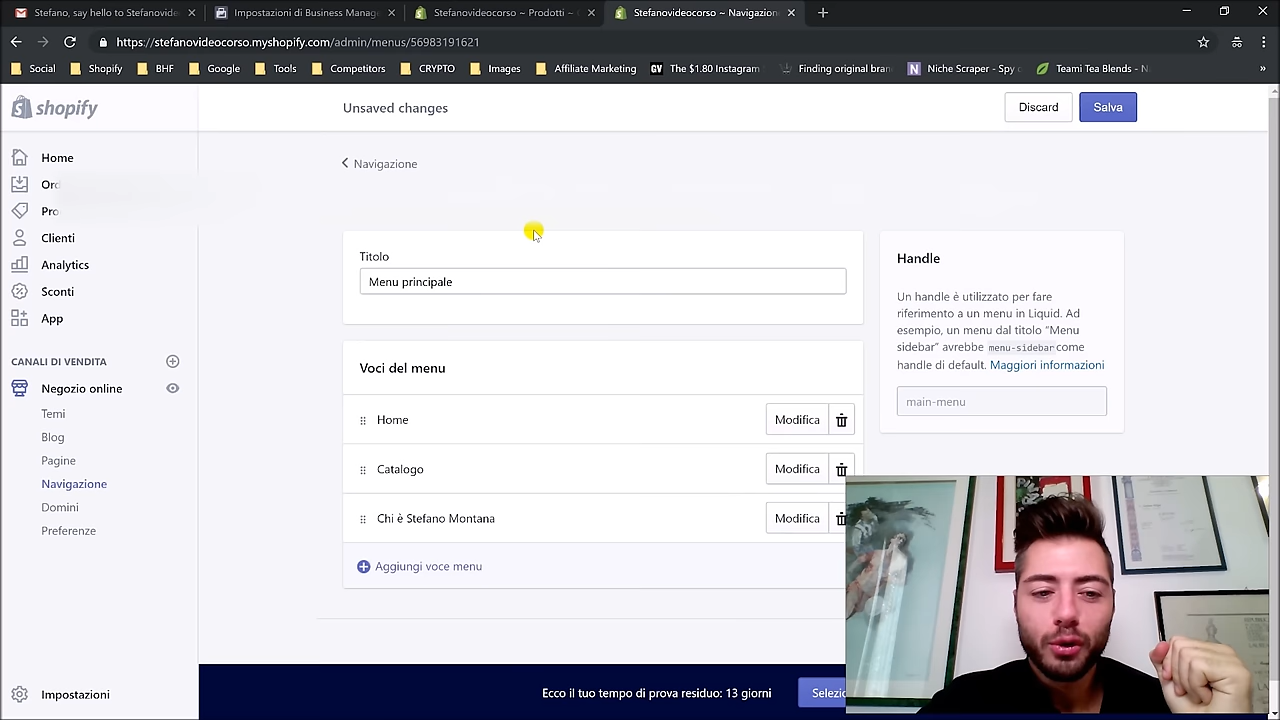 Stefano, say hello to Stefanovide
Impostazioni di Business Manag
Stefanovideocorso ~ Prodotti ~
Stefanovideocorso ~ Navigazion
https://stefanovideocorso.myshopify.com/admin/menus/56983191621
Social
Shopify
BHF
Google
Tools
Competitors
CRYPTO
Images
Affiliate Marketing
GV The $1.80 Instagram
Finding original bran
N Niche Scraper - Spy
Teami Tea Blends - N
»
shopify
Unsaved changes
Discard
Salva
Home
Ord
Pro
Clienti
Analytics
Sconti
App
CANALI DI VENDITA
Negozio online
Temi
Blog
Pagine
Navigazione
Domini
Preferenze
Impostazioni
Navigazione
Titolo
Menu principale
Voci del menu
Home
Modifica
Catalogo
Modifica
Chi è Stefano Montana
Modifica
Aggiungi voce menu
Handle
Un handle è utilizzato per fare
riferimento a un menu in Liquid. Ad
esempio, un menu dal titolo “Menu
sidebar” avrebbe menu-sidebar come
handle di default. Maggiori informazioni
main-menu
Ecco il tuo tempo di prova residuo: 13 giorni
Selezio